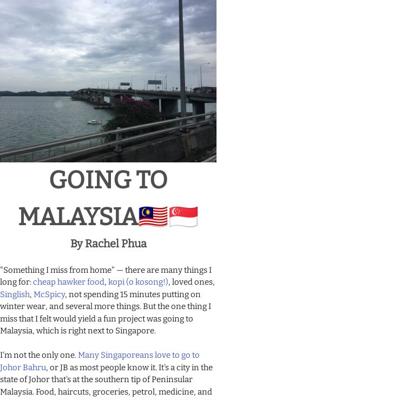 GOING TO
MALAYSIA🇲🇾🇸🇬
By Rachel Phua
"Something I miss from home" — there are many things I
long for: cheap hawker food, kopi (o kosong!), loved ones,
Singlish, McSpicy, not spending 15 minutes putting on
winter wear, and several more things. But the one thing I
miss that I felt would yield a fun project was going to
Malaysia, which is right next to Singapore.
I'm not the only one. Many Singaporeans love to go to
Johor Bahru, or JB as most people know it. It's a city in the
state of Johor that's at the southern tip of Peninsular
Malaysia. Food, haircuts, groceries, petrol, medicine, and